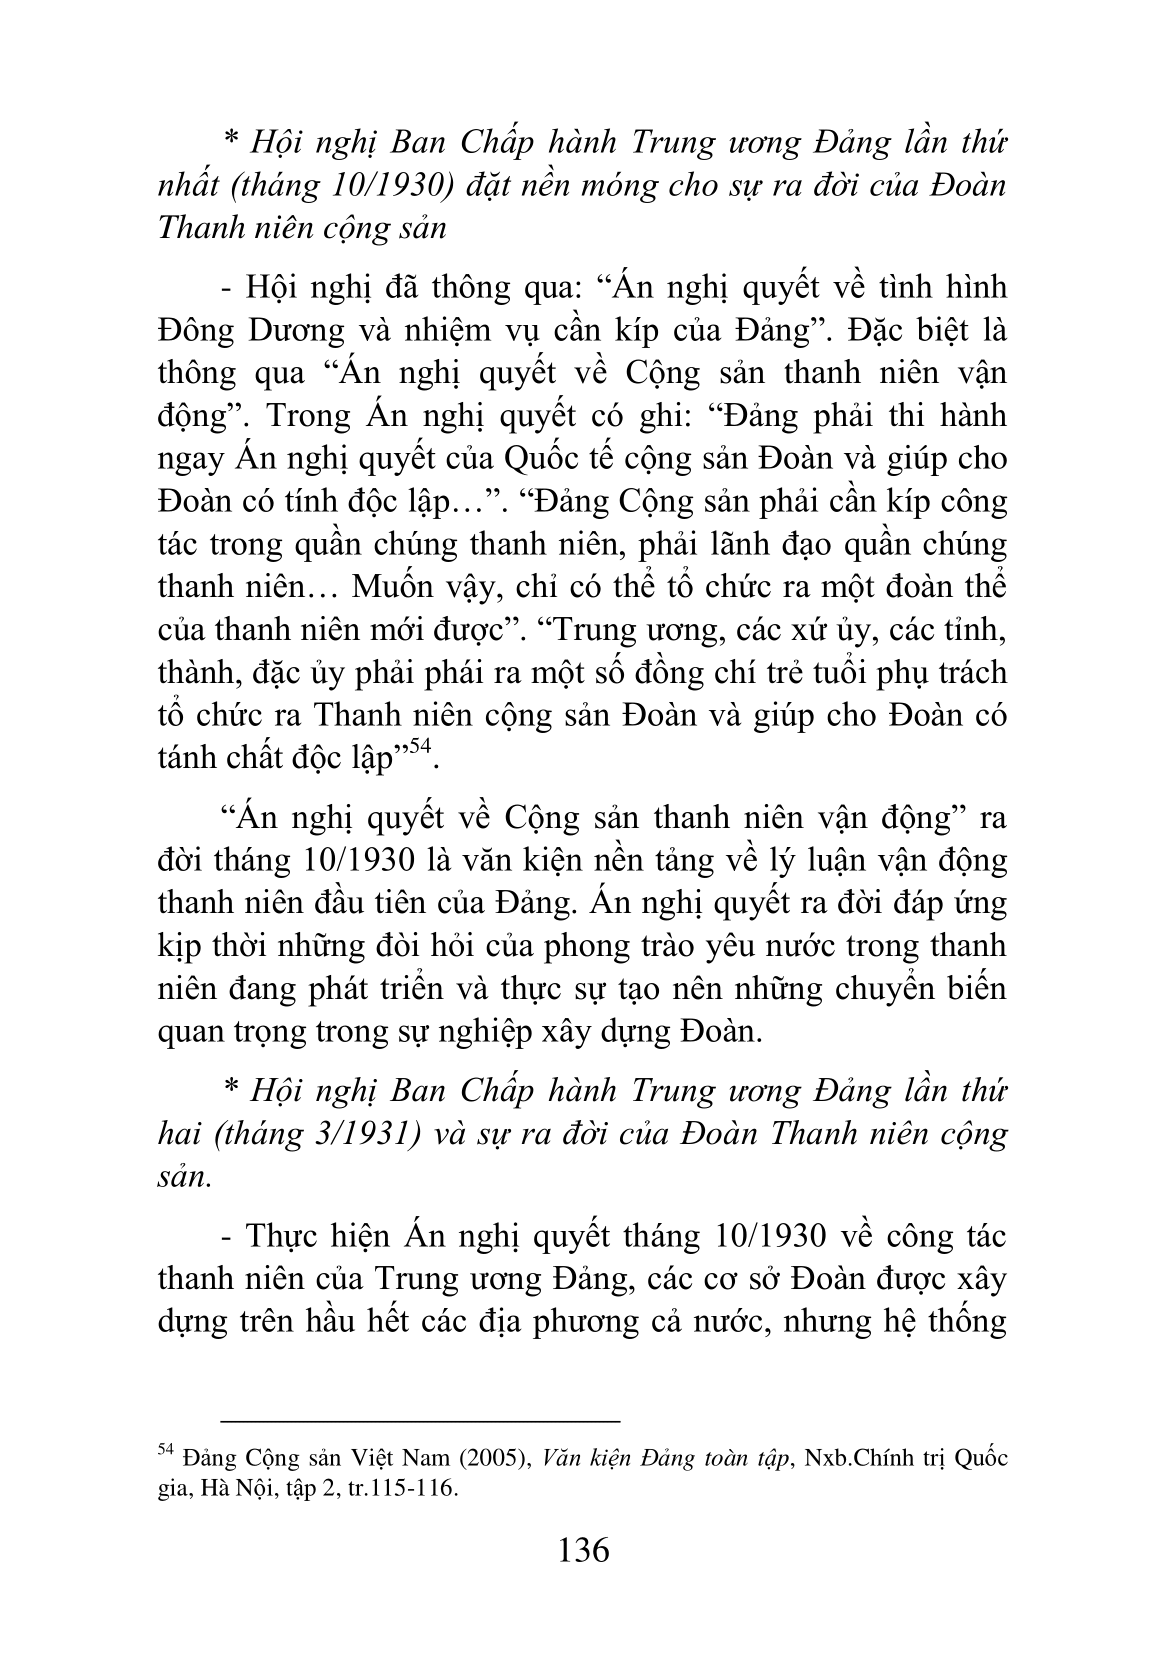 * Hội nghị Ban Chấp hành Trung ương Đảng lần thứ
nhất (tháng 10/1930) đặt nền móng cho sự ra đời của Đoàn
Thanh niên cộng sản
- Hội nghị đã thông qua: “Án nghị quyết về tình hình
Đông Dương và nhiệm vụ cần kíp của Đảng”. Đặc biệt là
thông qua “Án nghị quyết về Cộng sản thanh niên vận
động”. Trong Án nghị quyết có ghi: “Đảng phải thi hành
ngay Án nghị quyết của Quốc tế cộng sản Đoàn và giúp cho
Đoàn có tính độc lập…”. “Đảng Cộng sản phải cần kíp công
tác trong quần chúng thanh niên, phải lãnh đạo quần chúng
thanh niên… Muốn vậy, chỉ có thể tổ chức ra một đoàn thể
của thanh niên mới được”. “Trung ương, các xứ ủy, các tỉnh,
thành, đặc ủy phải phái ra một số đồng chí trẻ tuổi phụ trách
tổ chức ra Thanh niên cộng sản Đoàn và giúp cho Đoàn có
tánh chất độc lập”54.
“Án nghị quyết về Cộng sản thanh niên vận động” ra
đời tháng 10/1930 là văn kiện nền tảng về lý luận vận động
thanh niên đầu tiên của Đảng. Án nghị quyết ra đời đáp ứng
kịp thời những đòi hỏi của phong trào yêu nước trong thanh
niên đang phát triển và thực sự tạo nên những chuyển biến
quan trọng trong sự nghiệp xây dựng Đoàn.
* Hội nghị Ban Chấp hành Trung ương Đảng lần thứ
hai (tháng 3/1931) và sự ra đời của Đoàn Thanh niên cộng
sản.
- Thực hiện Án nghị quyết tháng 10/1930 về công tác
thanh niên của Trung ương Đảng, các cơ sở Đoàn được xây
dựng trên hầu hết các địa phương cả nước, nhưng hệ thống
54 Đảng Cộng sản Việt Nam (2005), Văn kiện Đảng toàn tập, Nxb.Chính trị Quốc
gia, Hà Nội, tập 2, tr.115-116.
136